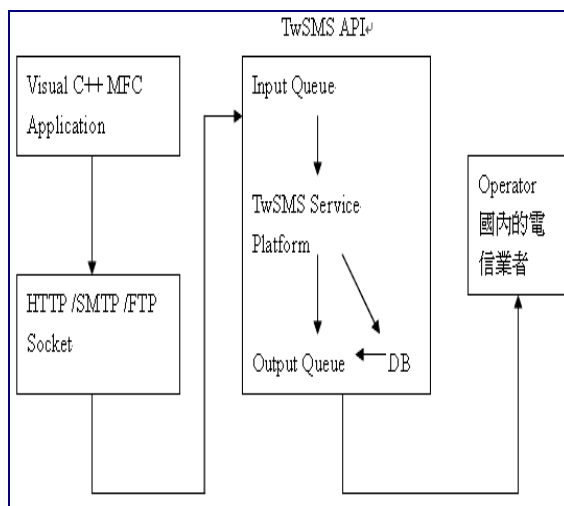 TwSMS API↵
Visual C++ MFC
Application
HTTP /SMTP /FTP
Socket
Input Queue
TwSMS Service
Platform
Output Queue
DB
Operator
國內的電
信業者